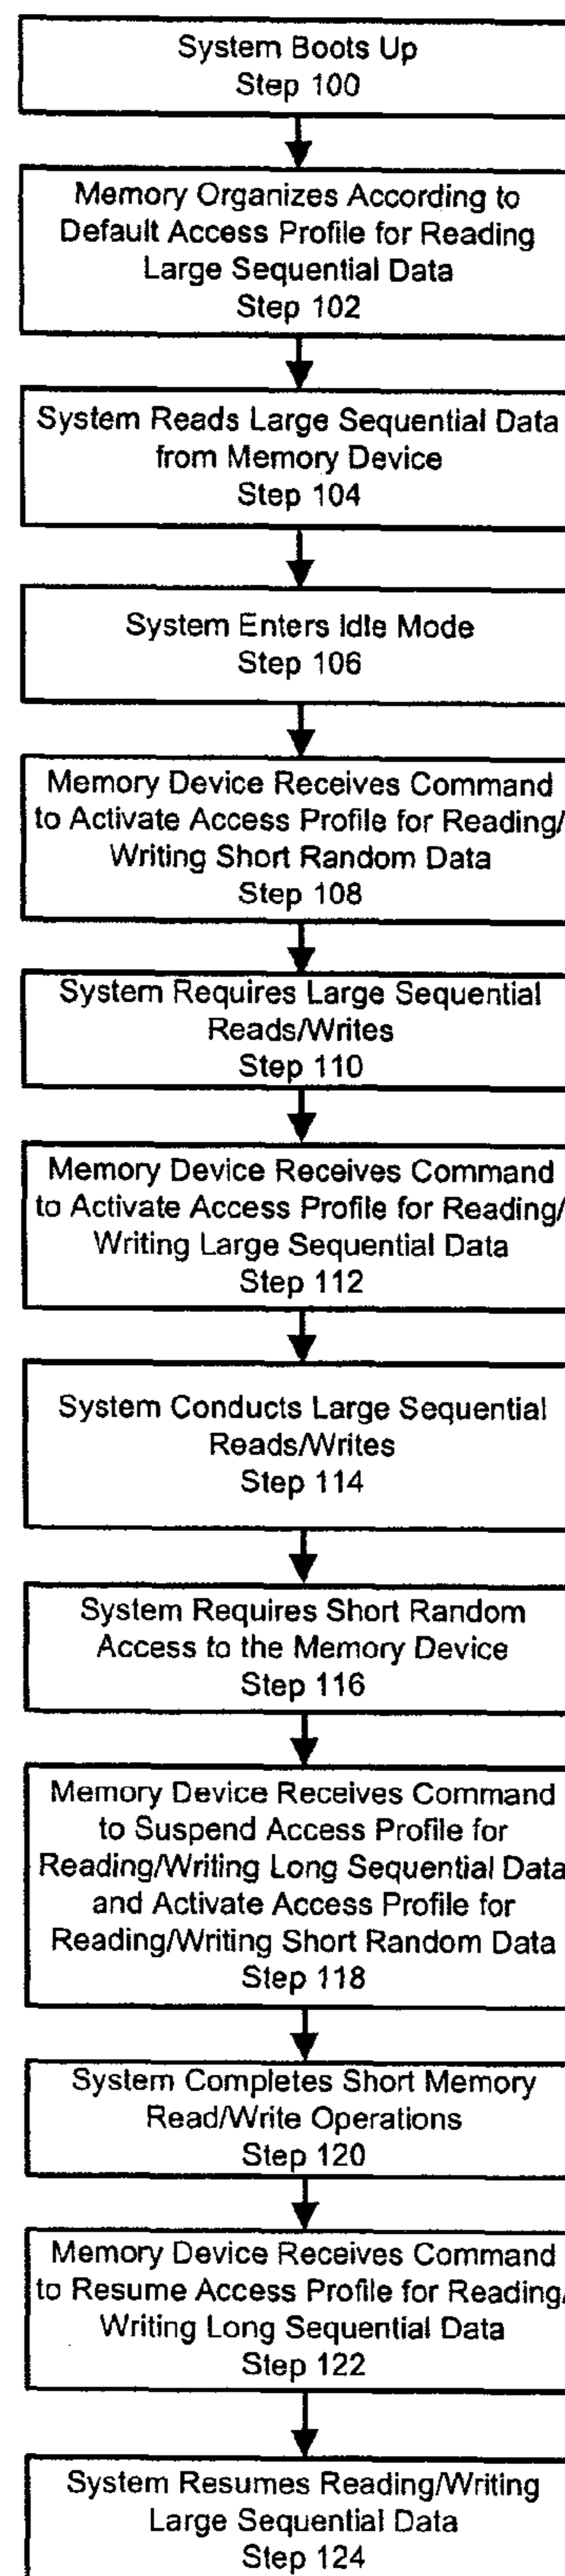 System Boots Up
Step 100
Memory Organizes According to
Default Access Profile for Reading
Large Sequential Data
Step 102
System Reads Large Sequential Data
from Memory Device
Step 104
System Enters Idle Mode
Step 106
Memory Device Receives Command
to Activate Access Profile for Reading/
Writing Short Random Data
Step 108
System Requires Large Sequential
Reads/Writes
Step 110
Memory Device Receives Command
to Activate Access Profile for Reading/
Writing Large Sequential Data
Step 112
System Conducts Large Sequential
Reads/Writes
Step 114
System Requires Short Random
Access to the Memory Device
Step 116
Memory Device Receives Command
to Suspend Access Profile for
Reading/Writing Long Sequential Data
and Activate Access Profile for
Reading/Writing Short Random Data
Step 118
System Completes Short Memory
Read/Write Operations
Step 120
Memory Device Receives Command
to Resume Access Profile for Reading/
Writing Long Sequential Data
Step 122
System Resumes Reading/Writing
Large Sequential Data
Step 124